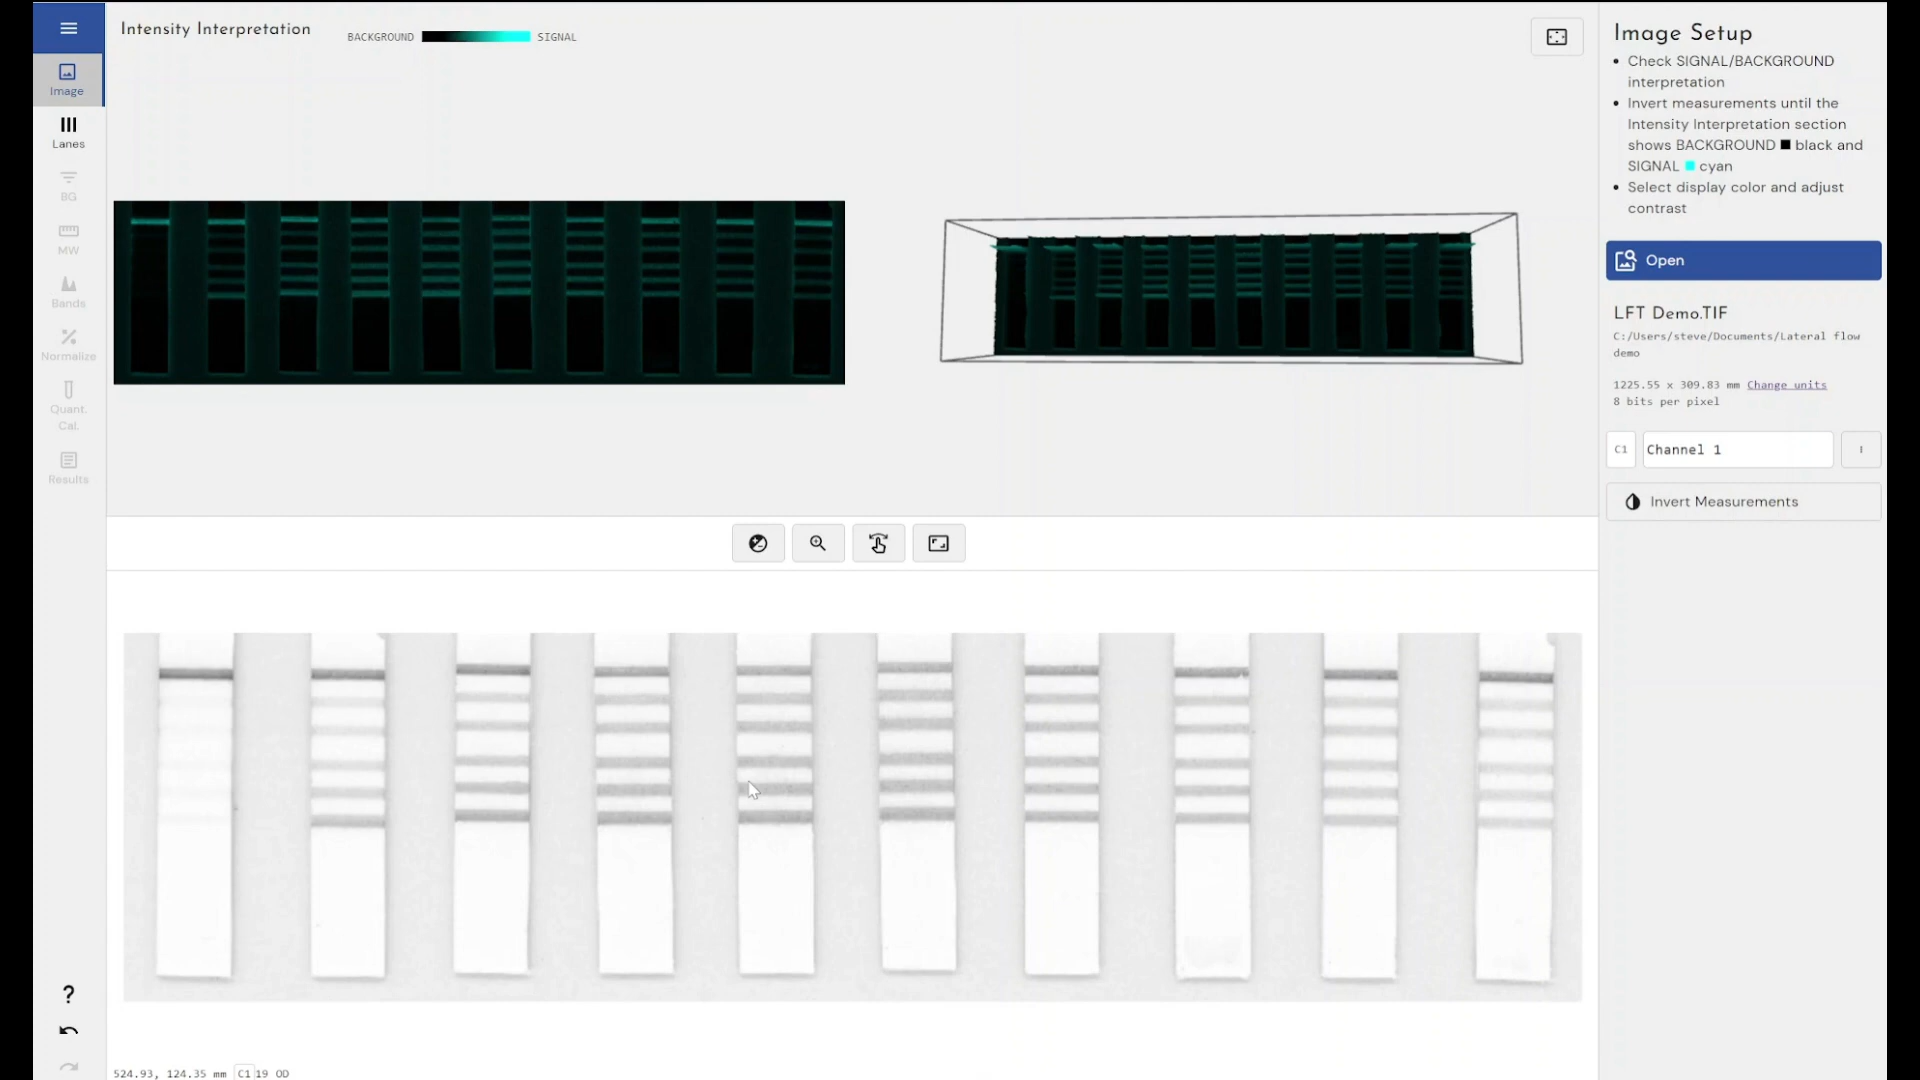 Intensity Interpretation
BACKGROUND SIGNAL
Image
Lanes
BG
MW
Bands
Normalize
Quant.
Cal.
Results
?
Image Setup
• Check SIGNAL/BACKGROUND
interpretation
• Invert measurements until the
Intensity Interpretation section
shows BACKGROUND black and
SIGNAL cyan
• Select display color and adjust
contrast
Open
LFT Demo.TIF
C:/Users/steve/Documents/Lateral flow
demo
1225.55 x 309.83 mm Change units
8 bits per pixel
C1 Channel 1 I
Invert Measurements
524.93, 124.35 mm C1 19 OD